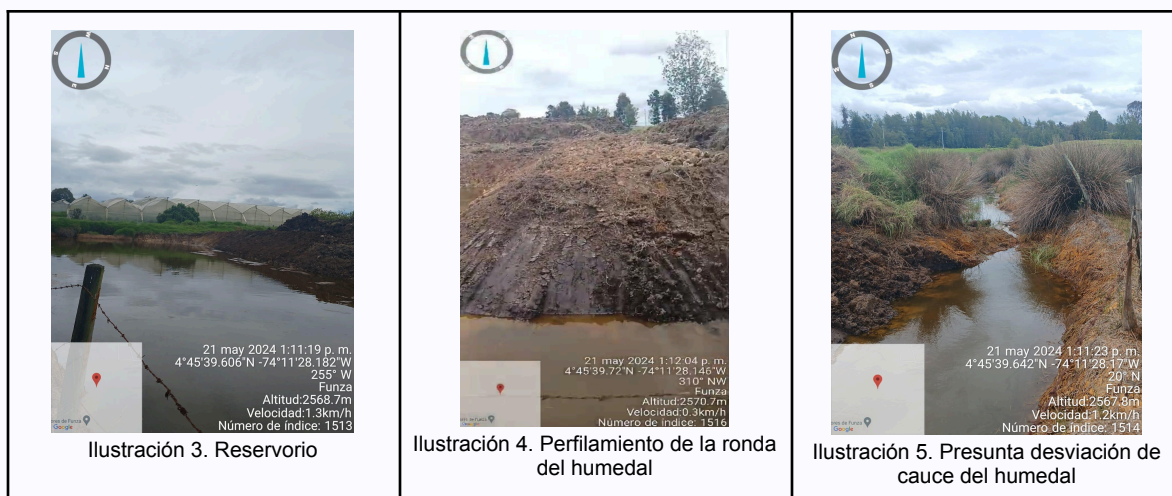 21 may 2024 1:11:19 p. m.
4°45'39.606"N -74°11'28.182"W
255° W
Funza
Altitud:2568.7m
Velocidad:1.3km/h
Número de índice: 1513
Google
Ilustración 3. Reservorio
21 may 2024 1:12:04 p. m.
4°45'39.72"N -74°11'28.146"W
310° NW
Funza
Altitud:2570.7m
Velocidad:0.3km/h
Número de índice: 1516
Ilustración 4. Perfilamiento de la ronda
del humedal
21 may 2024 1:11:23 p. m.
4°45'39.642"N -74°11'28.17"W
20° N
Funza
Altitud:2567.8m
Velocidad:1.2km/h
Número de índice: 1514
Google
Ilustración 5. Presunta desviación de
cauce del humedal